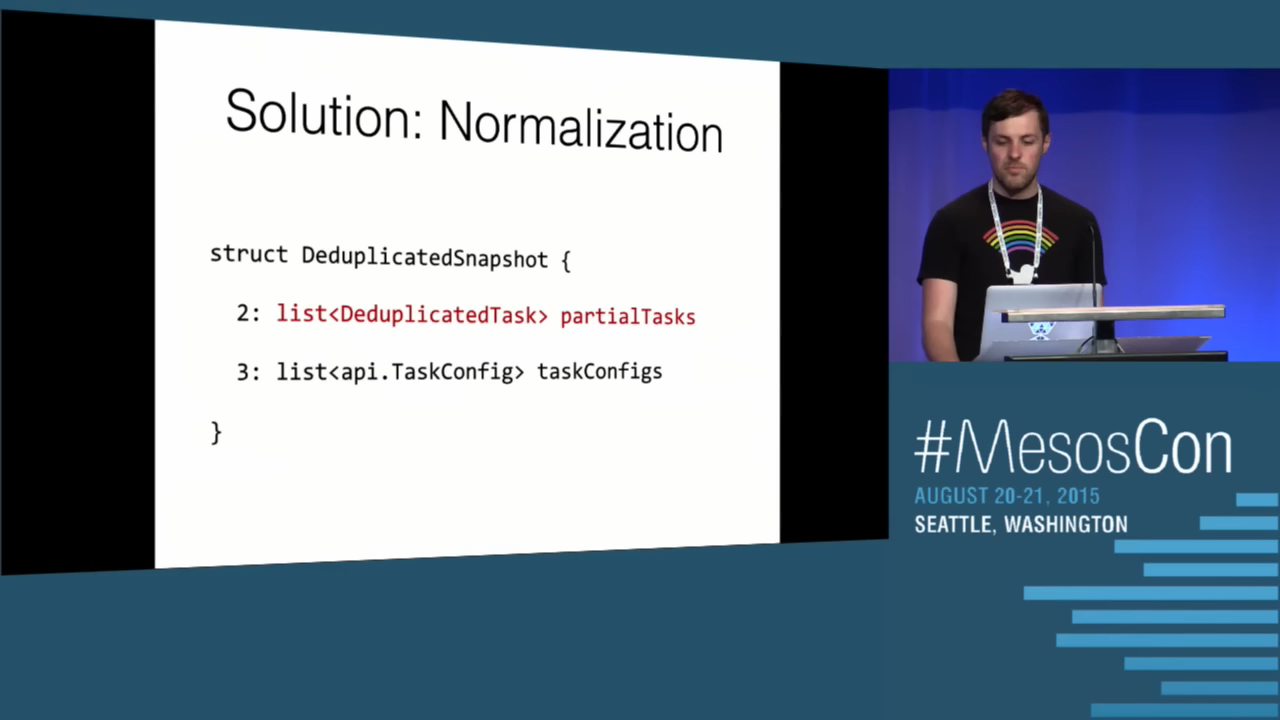 Solution: Normalization
struct DeduplicatedSnapshot {
2: list<DeduplicatedTask> partialTasks
3: list<api.TaskConfig> taskConfigs
}
#MesosCon
AUGUST 20-21, 2015
SEATTLE, WASHINGTON